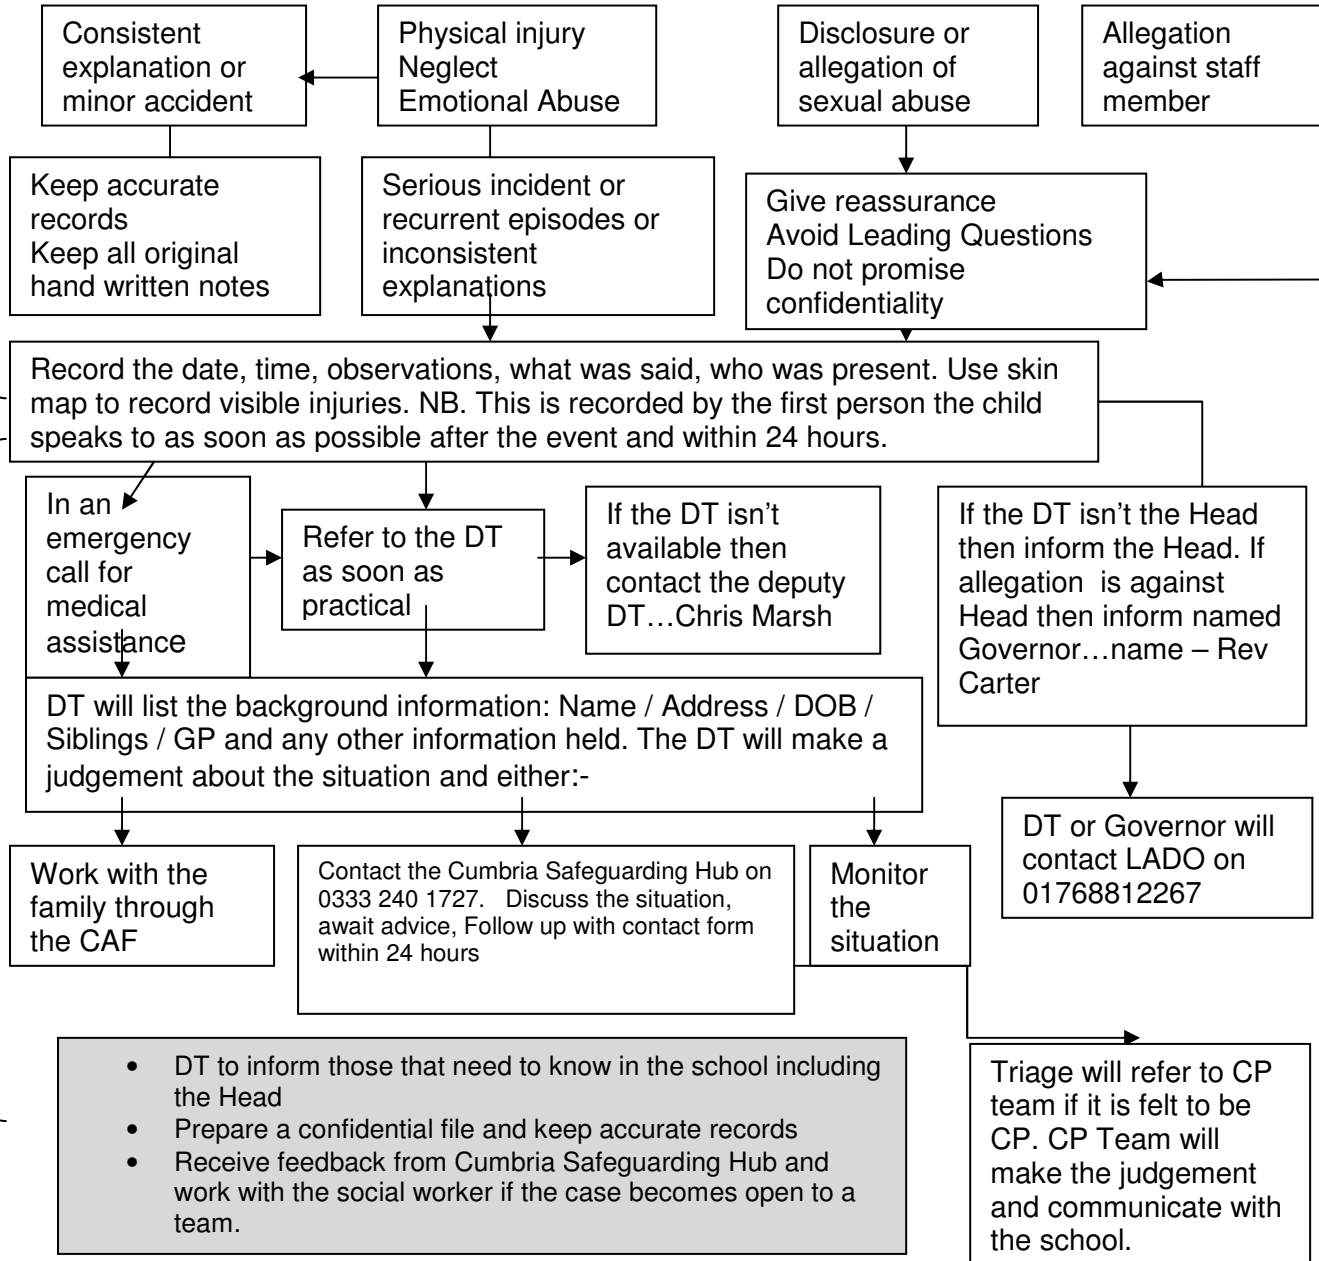 Consistent
explanation or
minor accident
Physical injury
Neglect
Emotional Abuse
Disclosure or
allegation of
sexual abuse
Allegation
against staff
member
Keep accurate
records
Keep all original
hand written notes
Serious incident or
recurrent episodes or
inconsistent
explanations
Give reassurance
Avoid Leading Questions
Do not promise
confidentiality
Record the date, time, observations, what was said, who was present. Use skin
map to record visible injuries. NB. This is recorded by the first person the child
speaks to as soon as possible after the event and within 24 hours.
In an
emergency
call for
medical
assistance
Refer to the DT
as soon as
practical
If the DT isn't
available then
contact the deputy
DT…Chris Marsh
If the DT isn't the Head
then inform the Head. If
allegation  is against
Head then inform named
Governor…name – Rev
Carter
DT will list the background information: Name / Address / DOB /
Siblings / GP and any other information held. The DT will make a
judgement about the situation and either:-
DT or Governor will
contact LADO on
01768812267
Work with the
family through
the CAF
Contact the Cumbria Safeguarding Hub on
0333 240 1727.   Discuss the situation,
await advice, Follow up with contact form
within 24 hours
Monitor
the
situation
• DT to inform those that need to know in the school including
the Head
• Prepare a confidential file and keep accurate records
• Receive feedback from Cumbria Safeguarding Hub and
work with the social worker if the case becomes open to a
team.
Triage will refer to CP
team if it is felt to be
CP. CP Team will
make the judgement
and communicate with
the school.